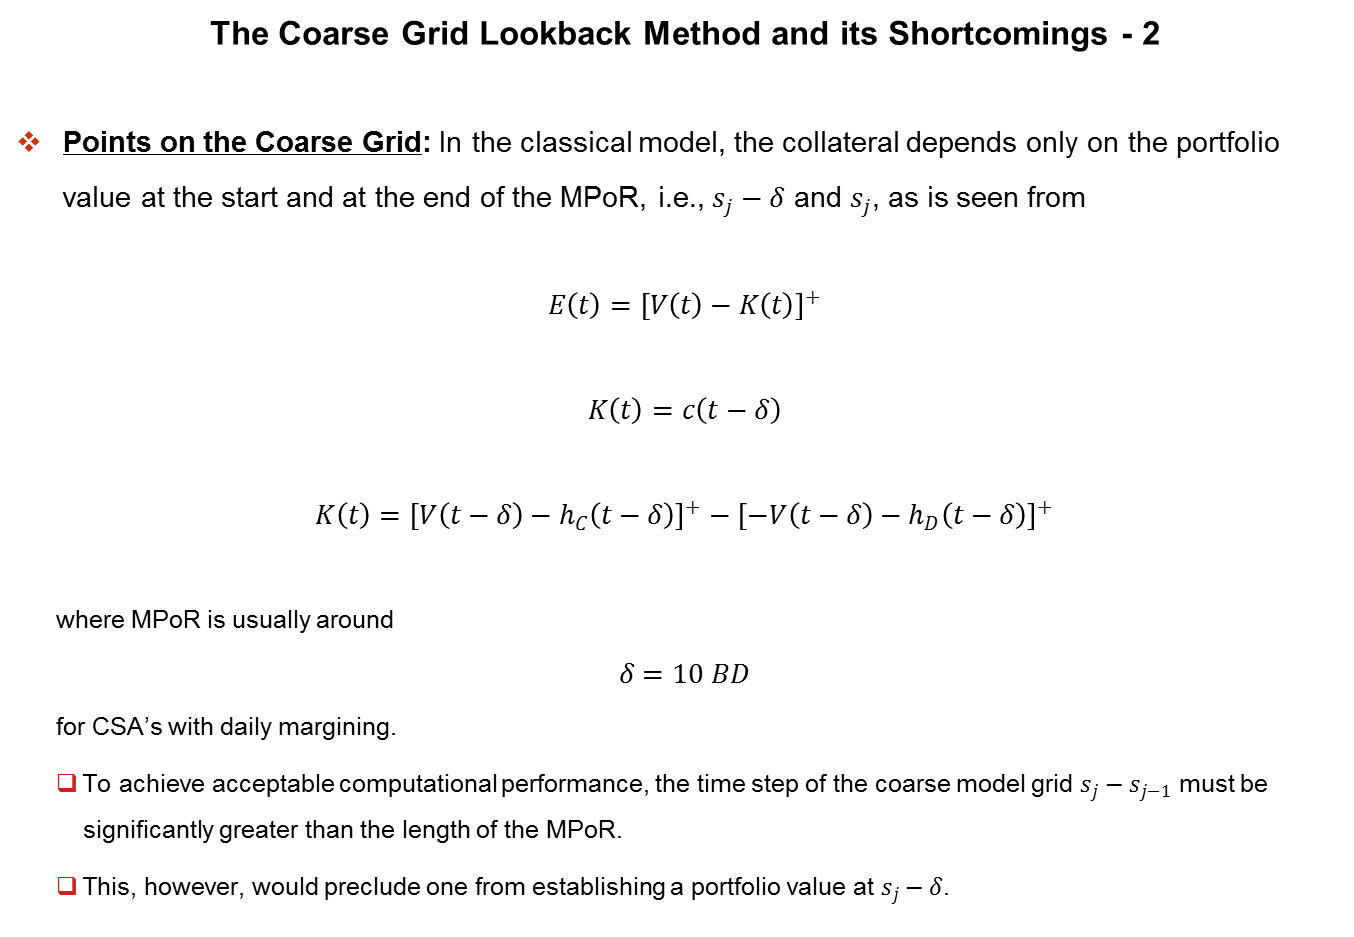 The Coarse Grid Lookback Method and its Shortcomings - 2
❖ Points on the Coarse Grid: In the classical model, the collateral depends only on the portfolio
value at the start and at the end of the MPoR, i.e., s_j − δ and s_j, as is seen from
E(t) = [V(t) − K(t)]⁺
K(t) = c(t − δ)
K(t) = [V(t − δ) − h_C(t − δ)]⁺ − [−V(t − δ) − h_D(t − δ)]⁺
where MPoR is usually around
δ = 10 BD
for CSA’s with daily margining.
❑ To achieve acceptable computational performance, the time step of the coarse model grid s_j − s_{j−1} must be
significantly greater than the length of the MPoR.
❑ This, however, would preclude one from establishing a portfolio value at s_j − δ.